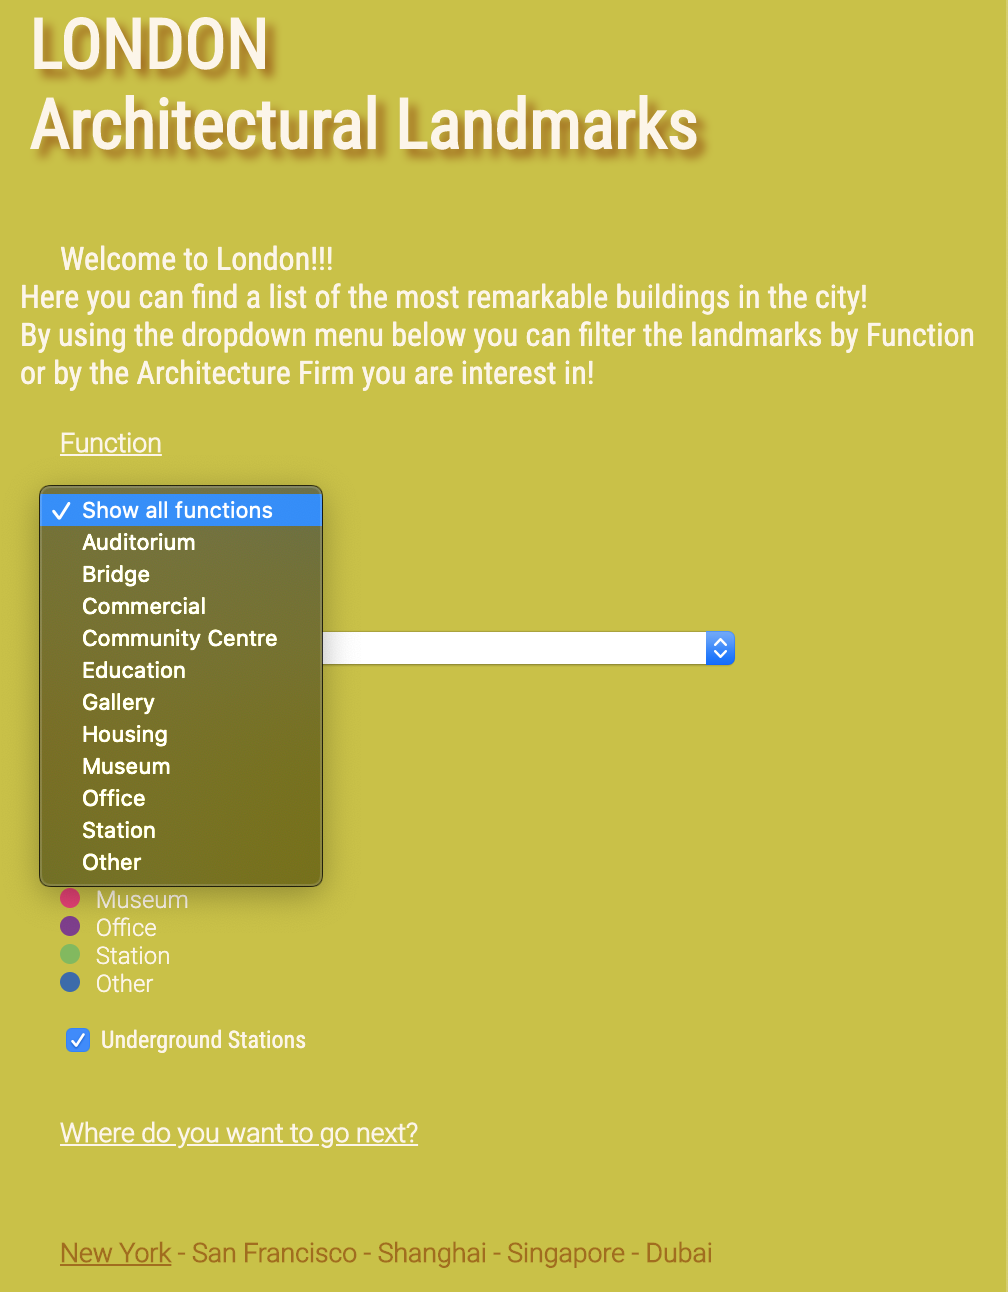 LONDON
Architectural Landmarks
Welcome to London!!!
Here you can find a list of the most remarkable buildings in the city!
By using the dropdown menu below you can filter the landmarks by Function
or by the Architecture Firm you are interest in!
Function
Show all functions
Auditorium
Bridge
Commercial
Community Centre
Education
Gallery
Housing
Museum
Office
Station
Other
Museum
Office
Station
Other
Underground Stations
Where do you want to go next?
New York - San Francisco - Shanghai - Singapore - Dubai